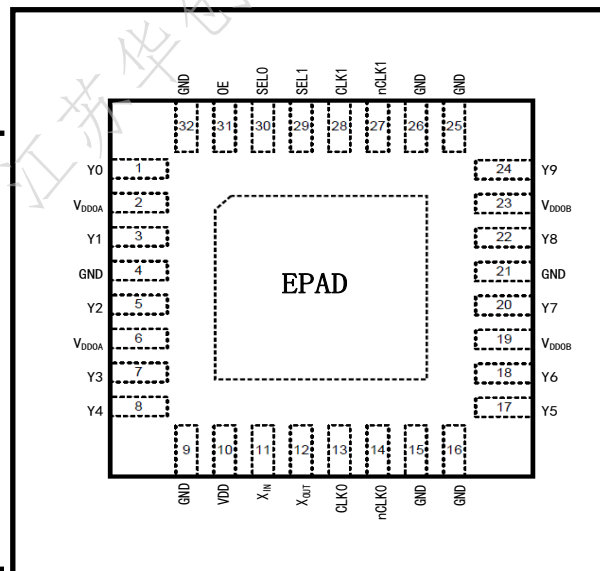 江苏华
GND OE SEL0 SEL1 CLK1 nCLK1 GND GND
32 31 30 29 28 27 26 25
Y0 1 24 Y9
VDDOA 2 23 VDDOB
Y1 3 22 Y8
GND 4 21 GND
EPAD
Y2 5 20 Y7
VDDOA 6 19 VDDOB
Y3 7 18 Y6
Y4 8 17 Y5
9 10 11 12 13 14 15 16
GND VDD XIN XOUT CLK0 nCLK0 GND GND